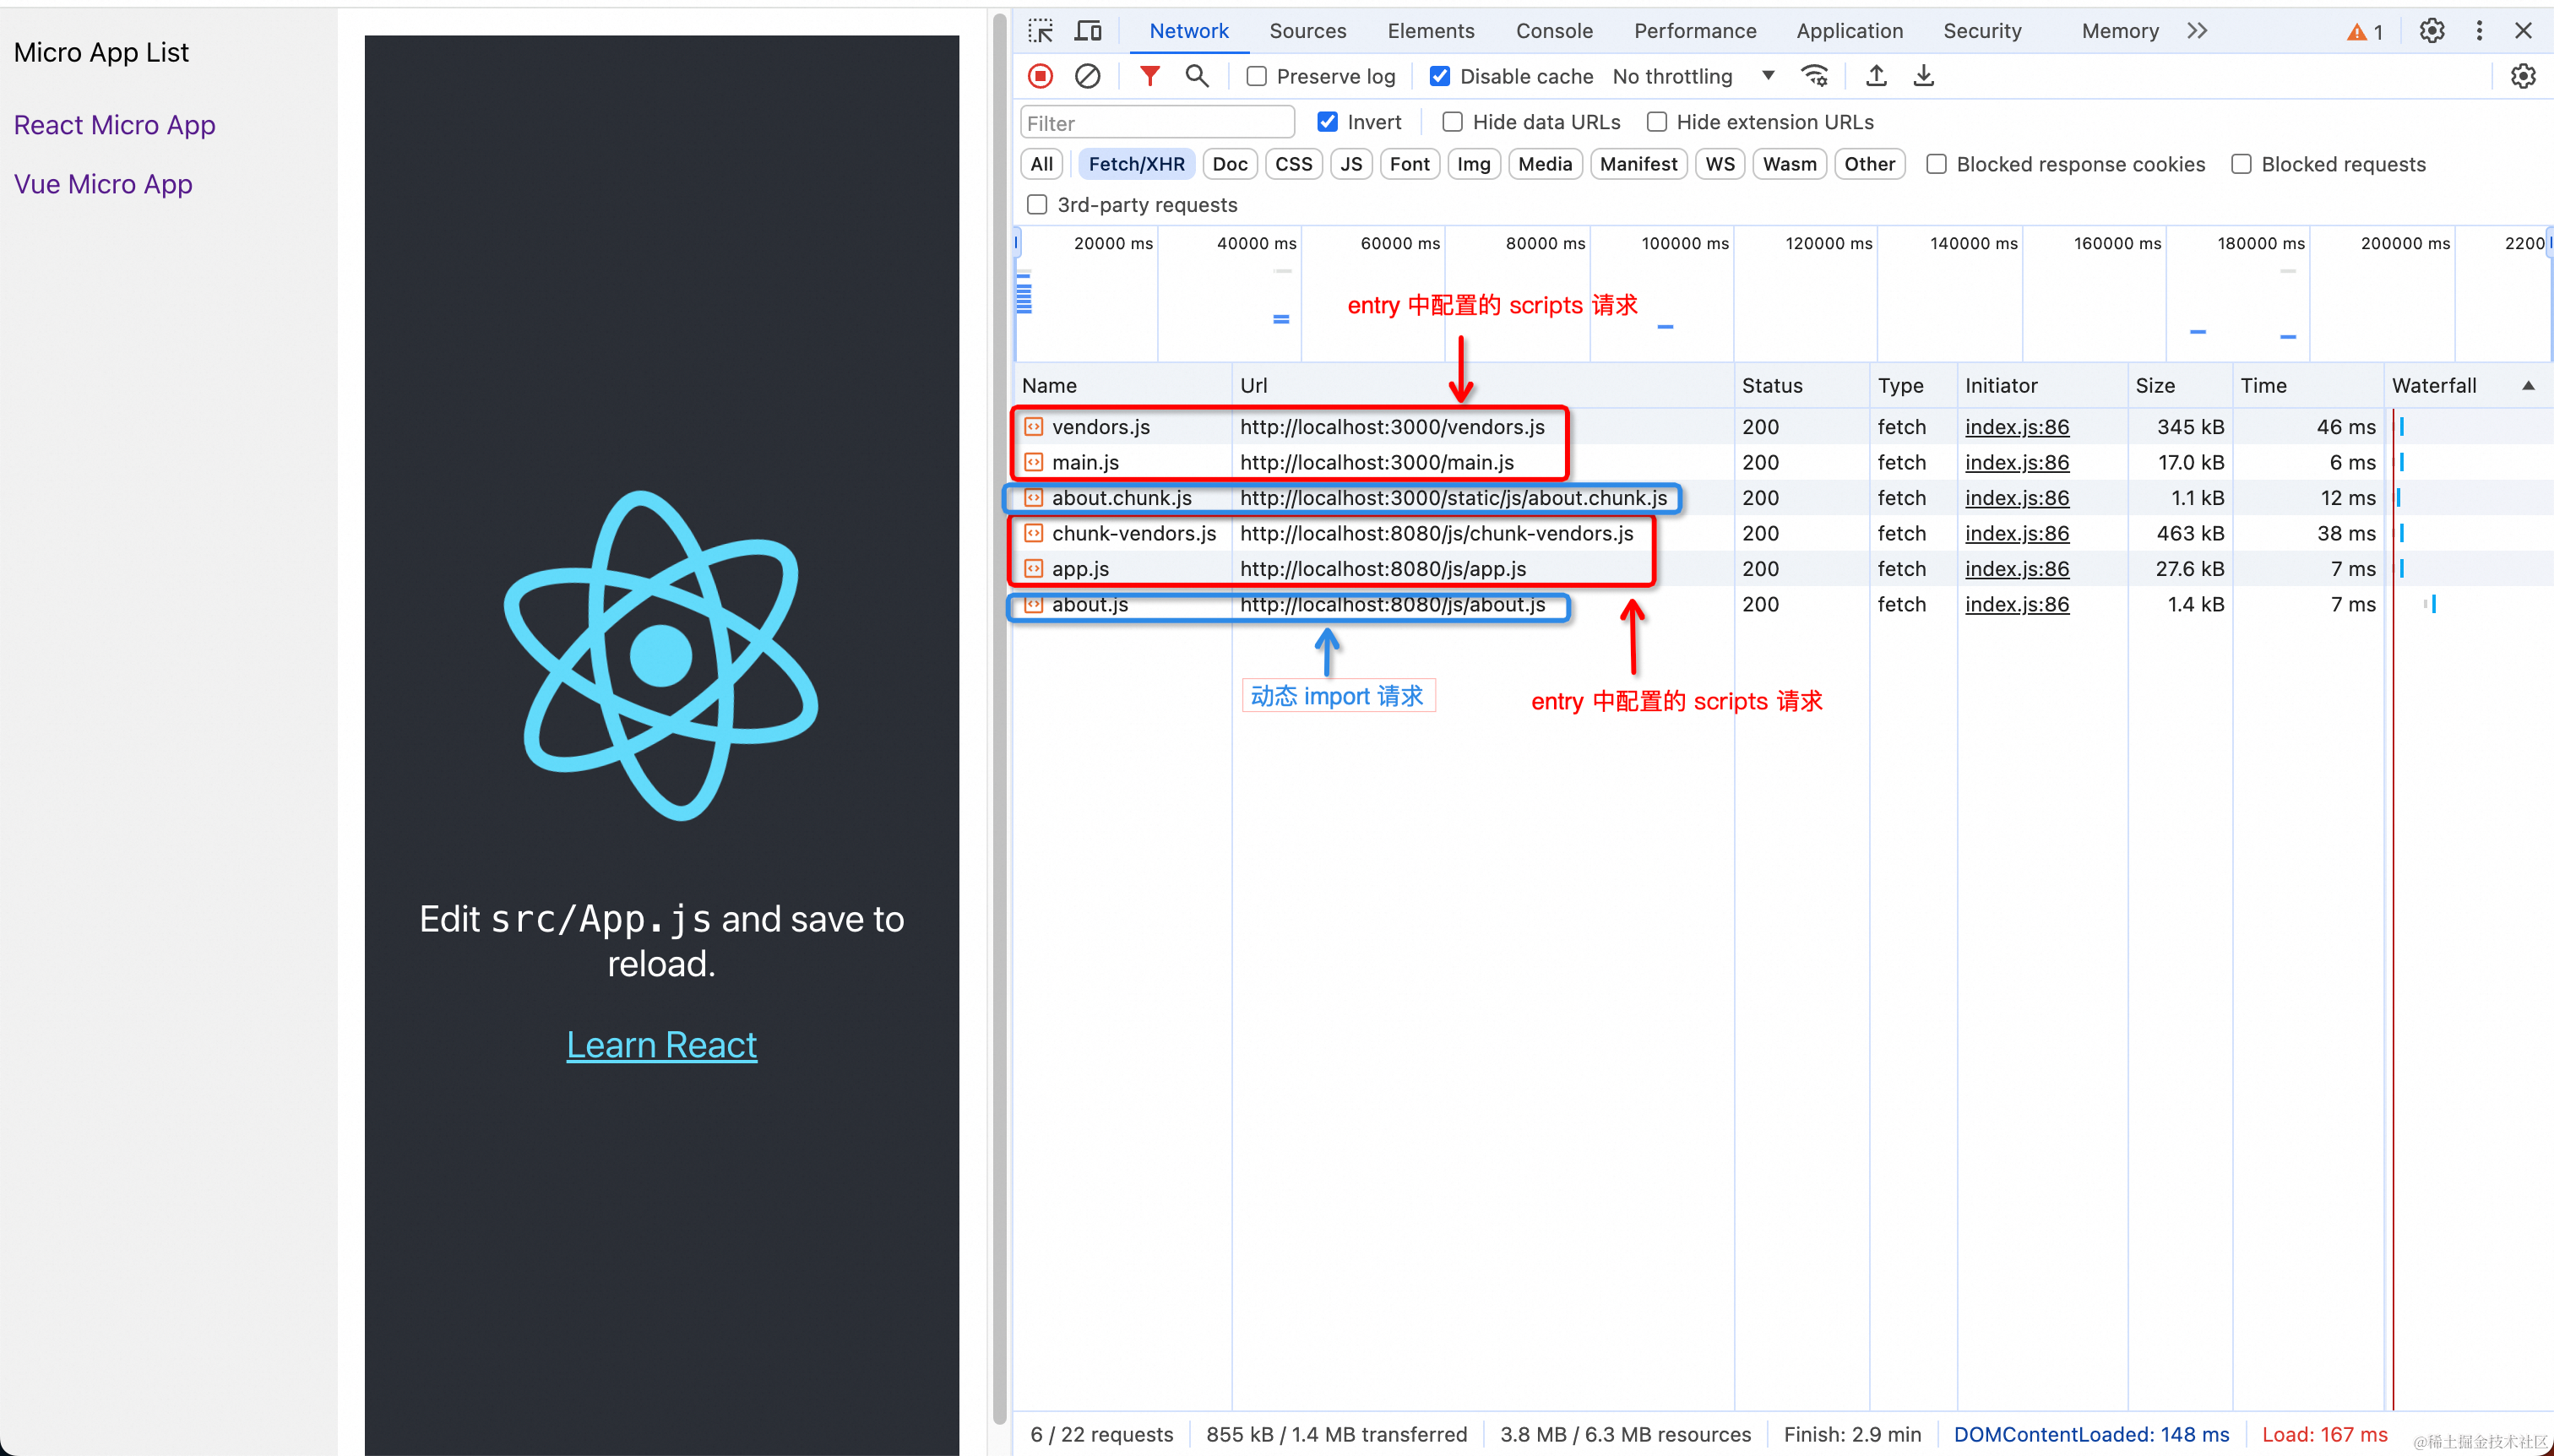 Micro App List
React Micro App
Vue Micro App
Edit src/App.js and save to
reload.
Learn React
Network Sources Elements Console Performance Application Security Memory 1
Preserve log Disable cache No throttling
Filter Invert Hide data URLs Hide extension URLs
All Fetch/XHR Doc CSS JS Font Img Media Manifest WS Wasm Other Blocked response cookies Blocked requests
3rd-party requests
20000 ms 40000 ms 60000 ms 80000 ms 100000 ms 120000 ms 140000 ms 160000 ms 180000 ms 200000 ms 2200
entry 中配置的 scripts 请求
Name Url Status Type Initiator Size Time Waterfall
vendors.js http://localhost:3000/vendors.js 200 fetch index.js:86 345 kB 46 ms
main.js http://localhost:3000/main.js 200 fetch index.js:86 17.0 kB 6 ms
about.chunk.js http://localhost:3000/static/js/about.chunk.js 200 fetch index.js:86 1.1 kB 12 ms
chunk-vendors.js http://localhost:8080/js/chunk-vendors.js 200 fetch index.js:86 463 kB 38 ms
app.js http://localhost:8080/js/app.js 200 fetch index.js:86 27.6 kB 7 ms
about.js http://localhost:8080/js/about.js 200 fetch index.js:86 1.4 kB 7 ms
动态 import 请求
entry 中配置的 scripts 请求
6 / 22 requests 855 kB / 1.4 MB transferred 3.8 MB / 6.3 MB resources Finish: 2.9 min DOMContentLoaded: 148 ms Load: 167 ms
@稀土掘金技术社区